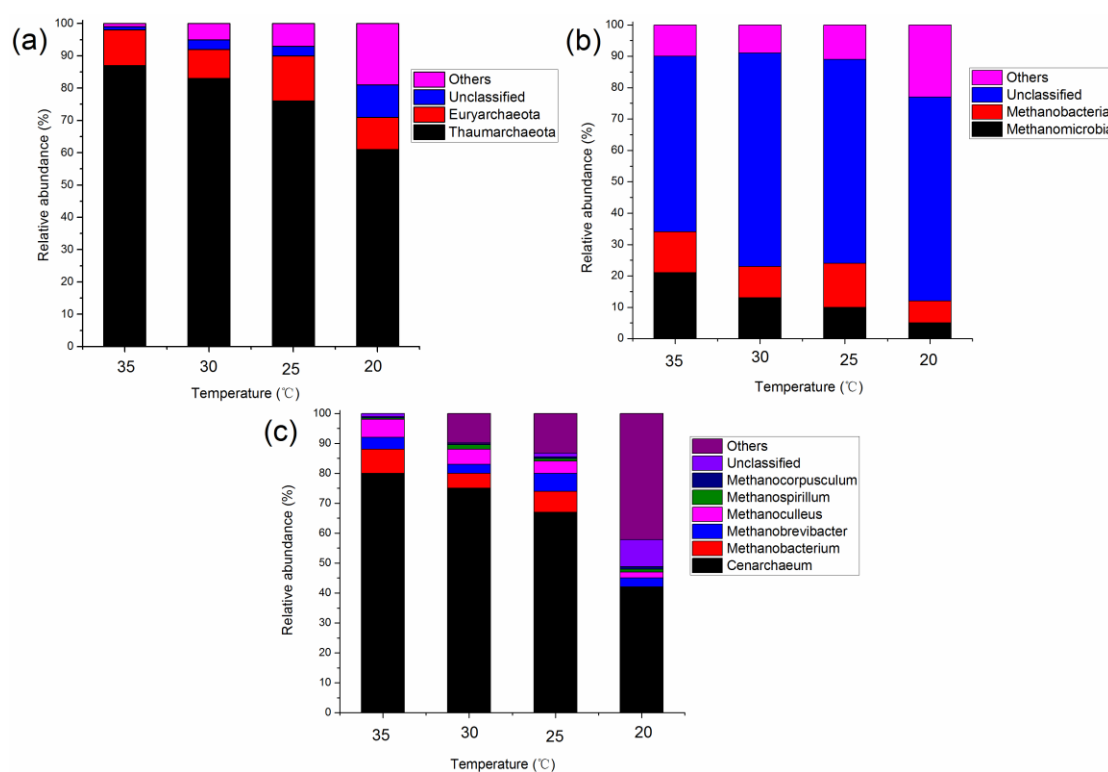 (a)
Relative abundance (%)
100
90
80
70
60
50
40
30
20
10
0
35 30 25 20
Temperature (℃)
Others
Unclassified
Euryarchaeota
Thaumarchaeota
(b)
Relative abundance (%)
100
90
80
70
60
50
40
30
20
10
0
35 30 25 20
Temperature (℃)
Others
Unclassified
Methanobacteria
Methanomicrobia
(c)
Relative abundance (%)
100
90
80
70
60
50
40
30
20
10
0
35 30 25 20
Temperature (℃)
Others
Unclassified
Methanocorpusculum
Methanospirillum
Methanoculleus
Methanobrevibacter
Methanobacterium
Cenarchaeum